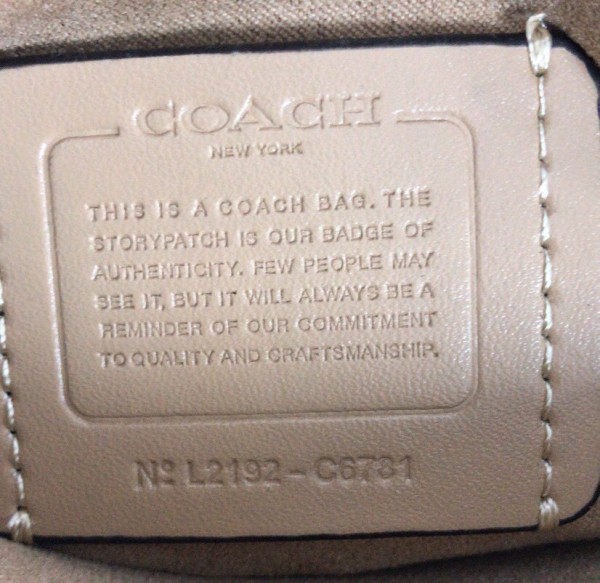 COACH
NEW YORK
THIS IS A COACH BAG. THE
STORYPATCH IS OUR BADGE OF
AUTHENTICITY. FEW PEOPLE MAY
SEE IT, BUT IT WILL ALWAYS BE A
REMINDER OF OUR COMMITMENT
TO QUALITY AND CRAFTSMANSHIP.
Nº L2192-C6781